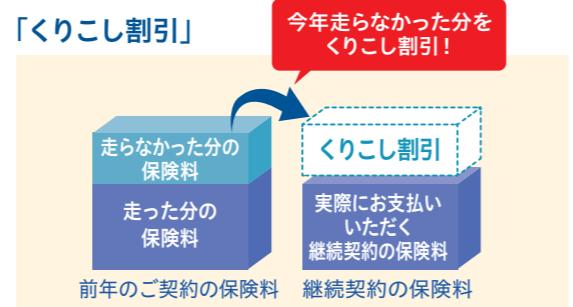 「くりこし割引」
今年走らなかった分を
くりこし割引！
走らなかった分の
保険料
走った分の
保険料
前年のご契約の保険料
くりこし割引
実際にお支払い
いただく
継続契約の保険料
継続契約の保険料